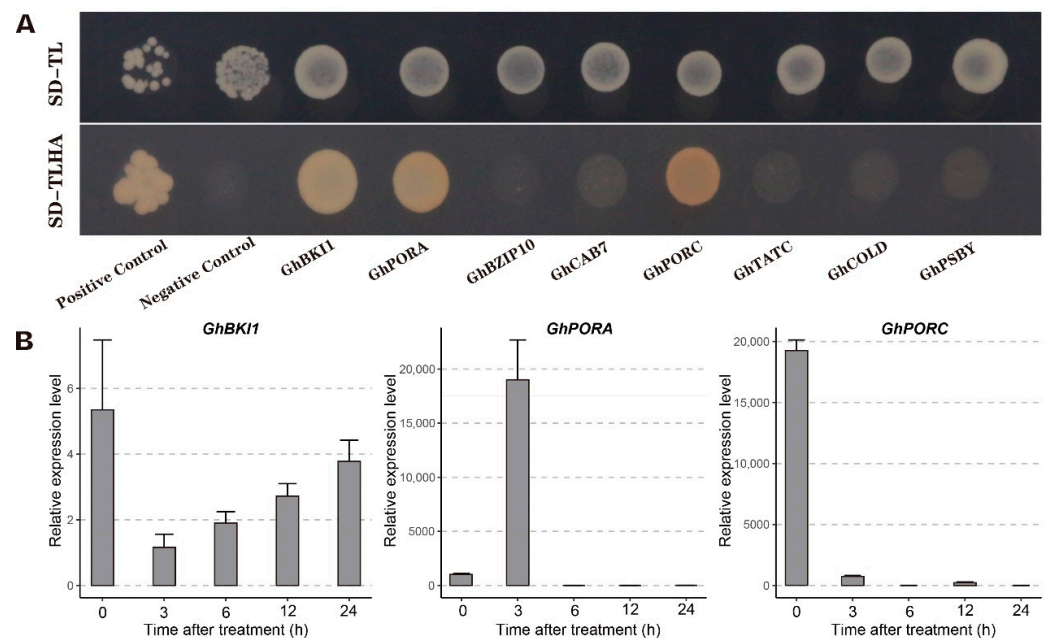 A
SD-TL
SD-TLHA
Positive Control
Negative Control
GhBKI1
GhPORA
GhBZIP10
GhCAB7
GhPORC
GhTATC
GhCOLD
GhPSBY
B
GhBKI1
Relative expression level
6
4
2
0
0 3 6 12 24
Time after treatment (h)
GhPORA
Relative expression level
20,000
15,000
10,000
5000
0
0 3 6 12 24
Time after treatment (h)
GhPORC
Relative expression level
20,000
15,000
10,000
5000
0
0 3 6 12 24
Time after treatment (h)